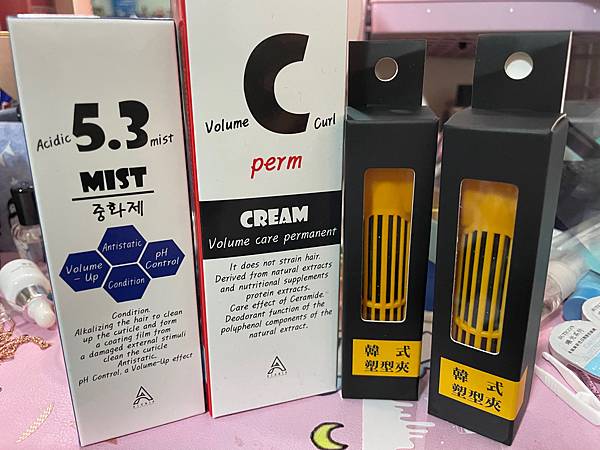 Acidic 5.3 mist
MIST
중화제
Antistatic
Volume
- Up
pH
Control
Condition
Condition.
Alkalizing the hair to clean
up the cuticle and form
a coating film from
a damaged external stimuli
clean the cuticle
Antistatic.
pH Control, a Volume-Up effect
Volume C Curl
perm
CREAM
Volume care permanent
It does not strain hair.
Derived from natural extracts
and nutritional supplements
protein extracts.
Care effect of Ceramide.
Deodorant function of the
polyphenol components of the
natural extract.
韓式
塑型夾
韓式
塑型夾